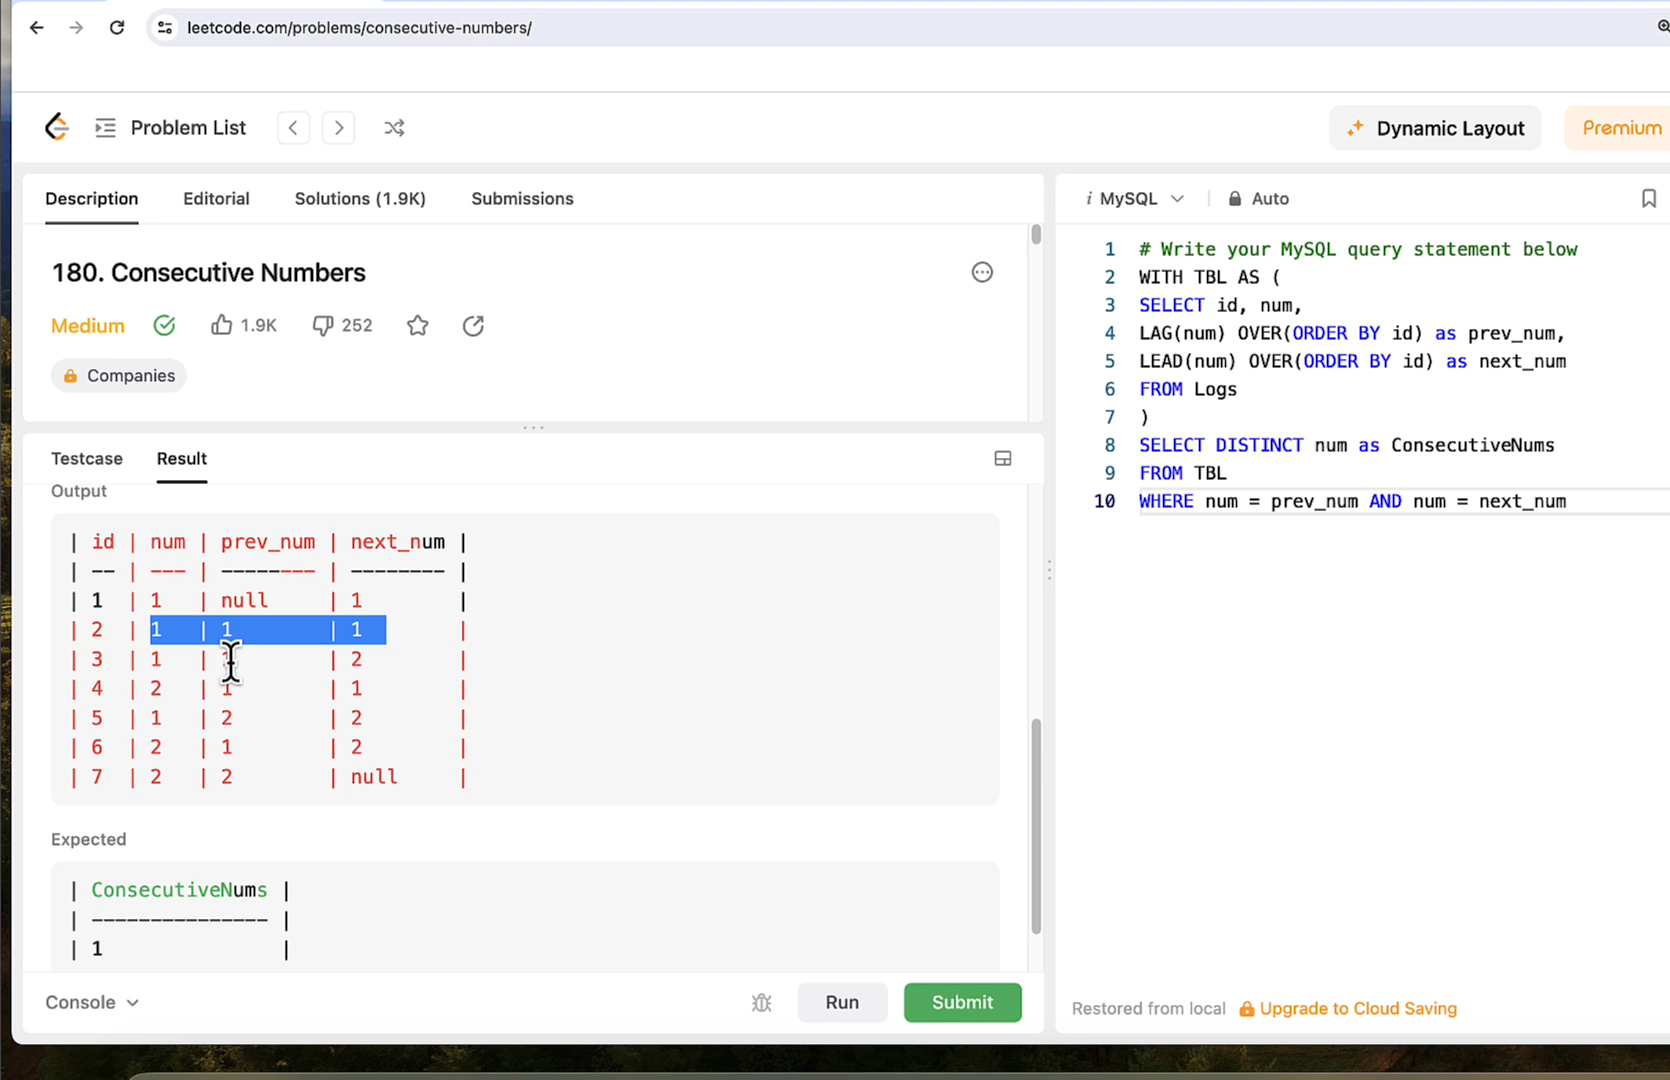 leetcode.com/problems/consecutive-numbers/
Problem List
Dynamic Layout
Premium
Description Editorial Solutions (1.9K) Submissions
180. Consecutive Numbers
Medium 1.9K 252
Companies
Testcase Result
Output
| id | num | prev_num | next_num |
| -- | --- | -------- | -------- |
| 1 | 1 | null | 1 |
| 2 | 1 | 1 | 1 |
| 3 | 1 | | 2 |
| 4 | 2 | 1 | 1 |
| 5 | 1 | 2 | 2 |
| 6 | 2 | 1 | 2 |
| 7 | 2 | 2 | null |
Expected
| ConsecutiveNums |
| --------------- |
| 1 |
Console
Run
Submit
i MySQL Auto
1 # Write your MySQL query statement below
2 WITH TBL AS (
3 SELECT id, num,
4 LAG(num) OVER(ORDER BY id) as prev_num,
5 LEAD(num) OVER(ORDER BY id) as next_num
6 FROM Logs
7 )
8 SELECT DISTINCT num as ConsecutiveNums
9 FROM TBL
10 WHERE num = prev_num AND num = next_num
Restored from local Upgrade to Cloud Saving